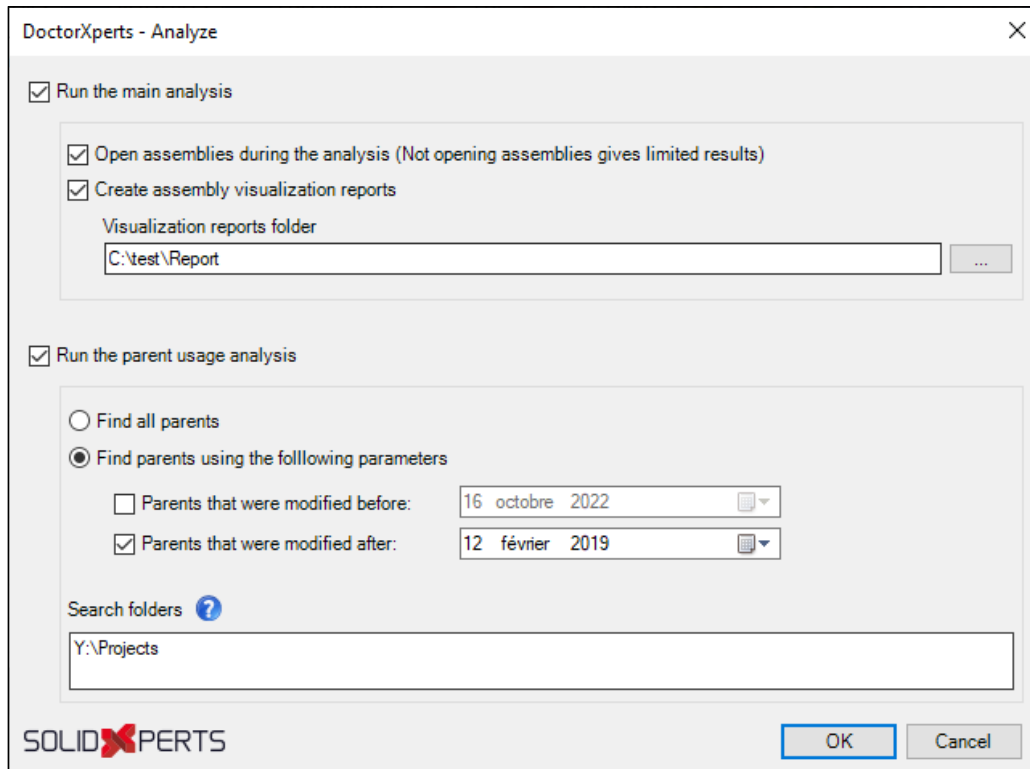 DoctorXperts - Analyze
Run the main analysis
Open assemblies during the analysis (Not opening assemblies gives limited results)
Create assembly visualization reports
Visualization reports folder
C:\test\Report
...
Run the parent usage analysis
Find all parents
Find parents using the folllowing parameters
Parents that were modified before: 16 octobre 2022
Parents that were modified after: 12 février 2019
Search folders ?
Y:\Projects
SOLIDXPERTS
OK Cancel